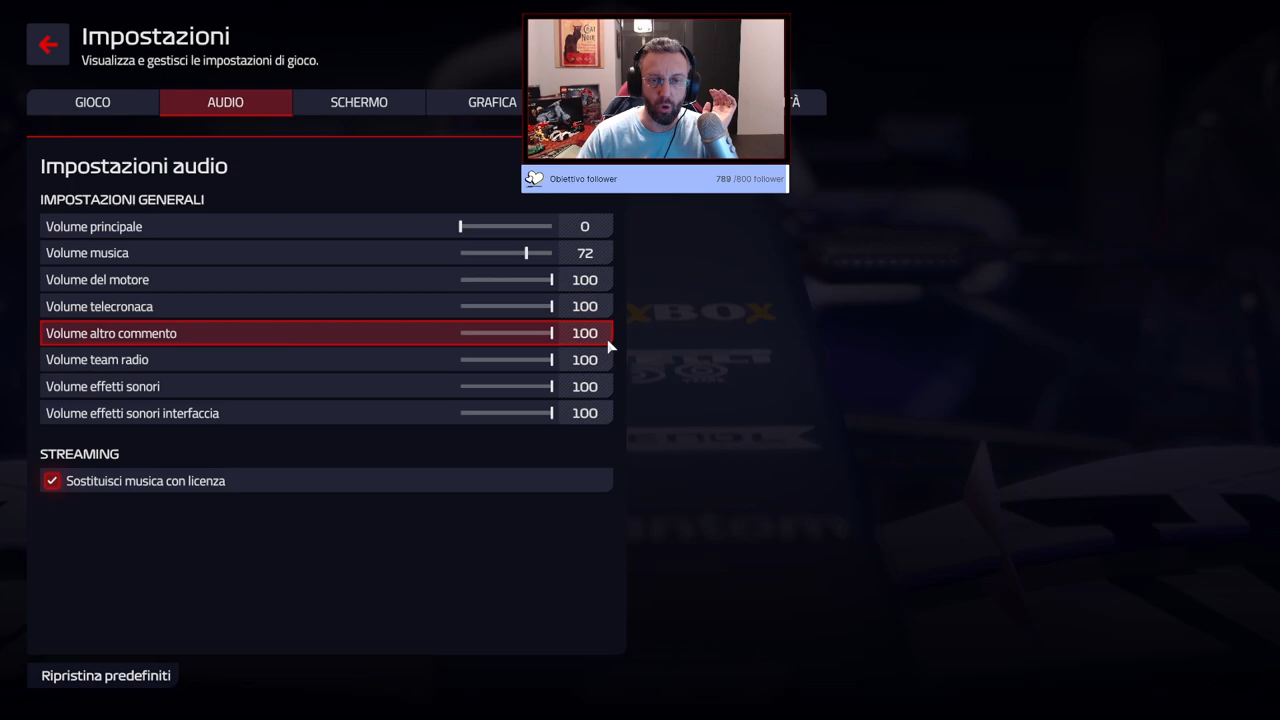 Impostazioni
Visualizza e gestisci le impostazioni di gioco.
CHAT
NOIR
GIOCO
AUDIO
SCHERMO
GRAFICA
TÀ
Obiettivo follower
789 /800 follower
Impostazioni audio
IMPOSTAZIONI GENERALI
Volume principale 0
Volume musica 72
Volume del motore 100
Volume telecronaca 100
Volume altro commento 100
Volume team radio 100
Volume effetti sonori 100
Volume effetti sonori interfaccia 100
STREAMING
Sostituisci musica con licenza
Ripristina predefiniti